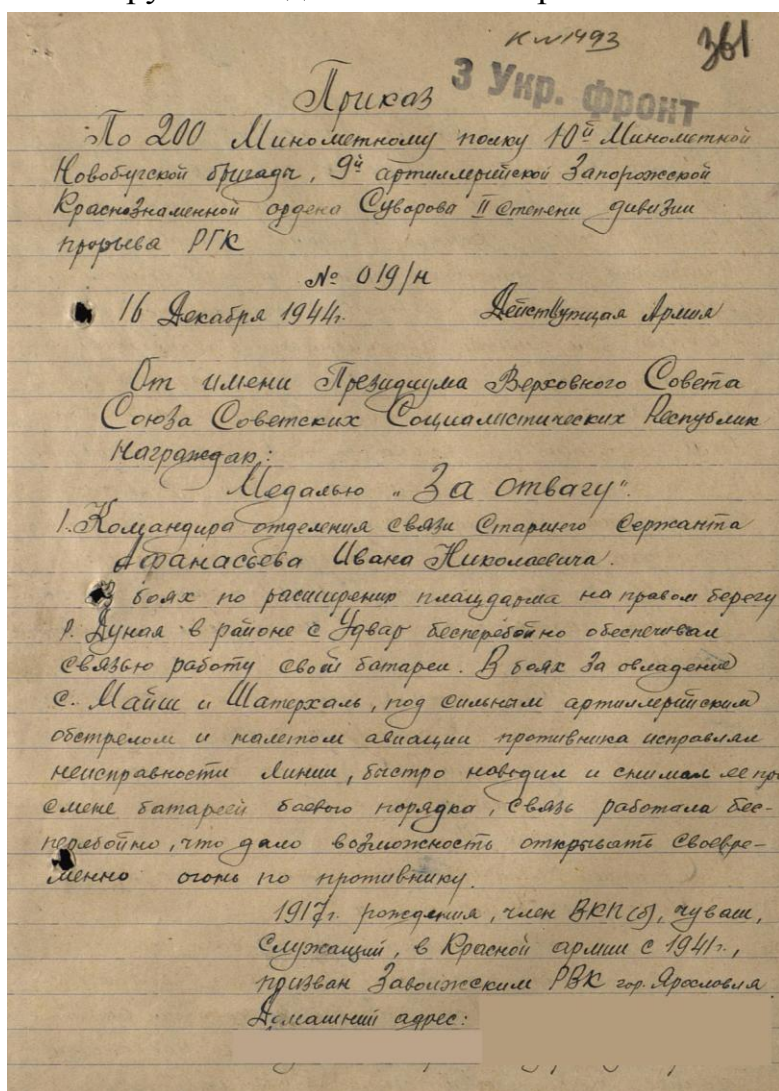 К №1493
361
3 Укр. фронт
Приказ
По 200 Минометному полку 10й Минометной
Новобугской бригады, 9й артиллерийской Запорожской
Краснознаменной ордена Суворова II степени дивизии
прорыва РГК
№ 019/н
16 Декабря 1944г. Действующая Армия
От имени Президиума Верховного Совета
Союза Советских Социалистических Республик
Награждаю:
Медалью „За отвагу".
1. Командира отделения связи Старшего Сержанта
Афанасьева Ивана Николаевича.
В боях по расширению плацдарма на правом берегу
р. Дуная в районе с Удвар бесперебойно обеспечивал
связью работу свой батареи. В боях за овладение
с. Майш и Шатерхаль, под сильным артиллерийским
обстрелом и налетом авиации противника исправлял
неисправности линии, быстро наводил и снимал ее при
смене батареей боевого порядка, связь работала бес-
перебойно, что дало возможность открывать своевре-
менно огонь по противнику.
1917г. рождения, член ВКП(б), чуваш,
Служащий, в Красной армии с 1941г.,
призван Заволжским РВК гор. Ярославля
Домашний адрес: